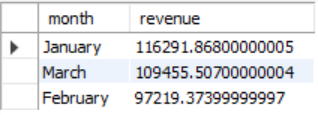 month revenue
January 116291.86800000005
March 109455.50700000004
February 97219.37399999997